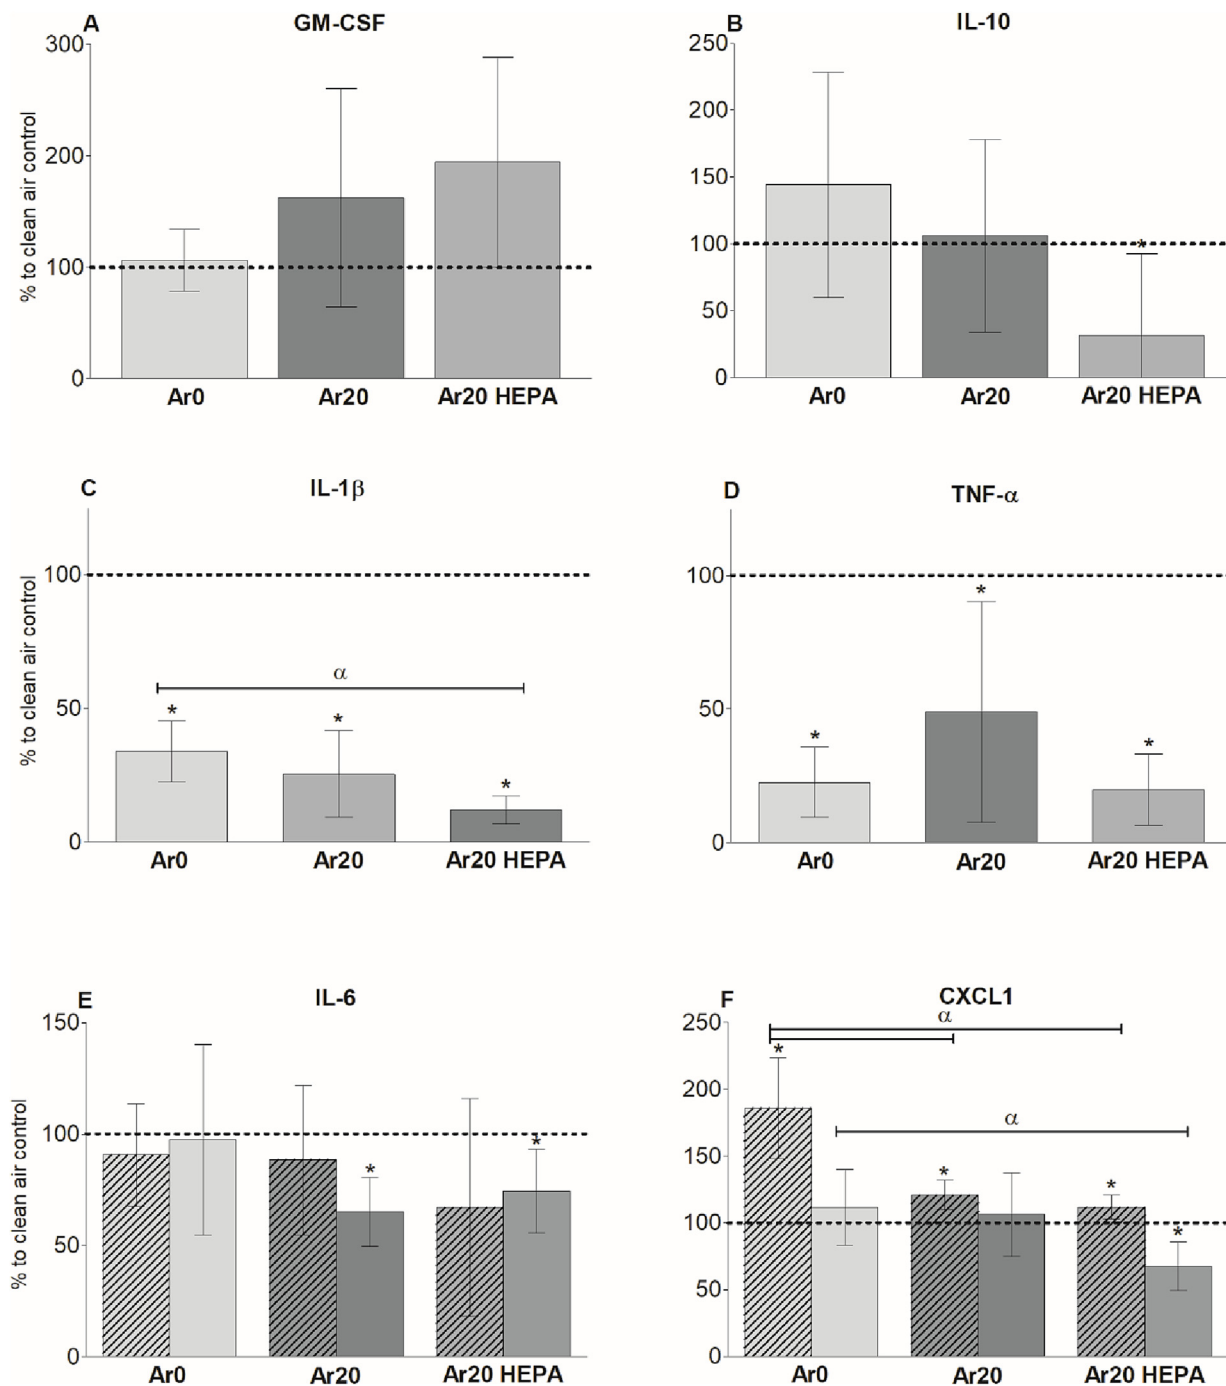 A GM-CSF
% to clean air control
300
200
100
0
Ar0 Ar20 Ar20 HEPA
B IL-10
250
200
150
100
50
0
*
Ar0 Ar20 Ar20 HEPA
C IL-1β
% to clean air control
100
50
0
α
* * *
Ar0 Ar20 Ar20 HEPA
D TNF-α
100
50
0
* * *
Ar0 Ar20 Ar20 HEPA
E IL-6
% to clean air control
150
100
50
0
* *
Ar0 Ar20 Ar20 HEPA
F CXCL1
250
200
150
100
50
0
α
α
* * * *
Ar0 Ar20 Ar20 HEPA